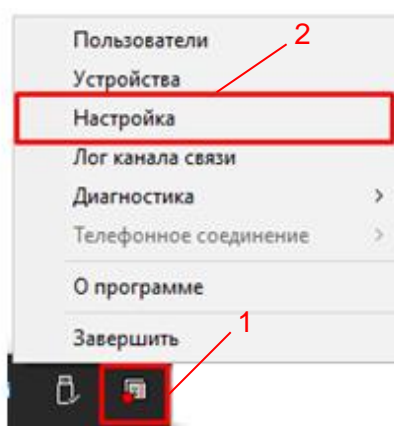 2
Пользователи
Устройства
Настройка
Лог канала связи
Диагностика
Телефонное соединение
О программе
Завершить
1